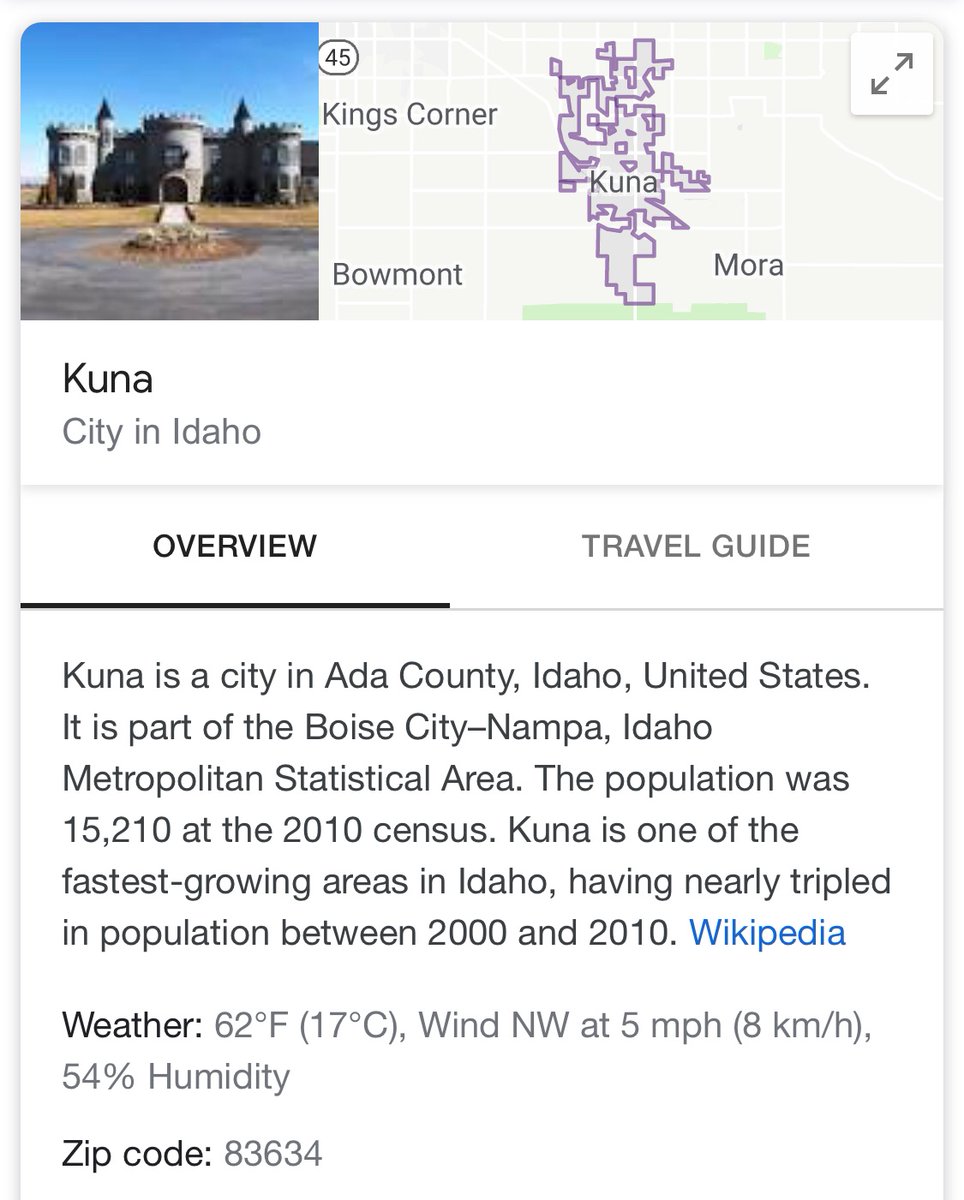 45
Kings Corner
Kuna
Bowmont
Mora
Kuna
City in Idaho
OVERVIEW
TRAVEL GUIDE
Kuna is a city in Ada County, Idaho, United States.
It is part of the Boise City–Nampa, Idaho
Metropolitan Statistical Area. The population was
15,210 at the 2010 census. Kuna is one of the
fastest-growing areas in Idaho, having nearly tripled
in population between 2000 and 2010. Wikipedia
Weather: 62°F (17°C), Wind NW at 5 mph (8 km/h),
54% Humidity
Zip code: 83634